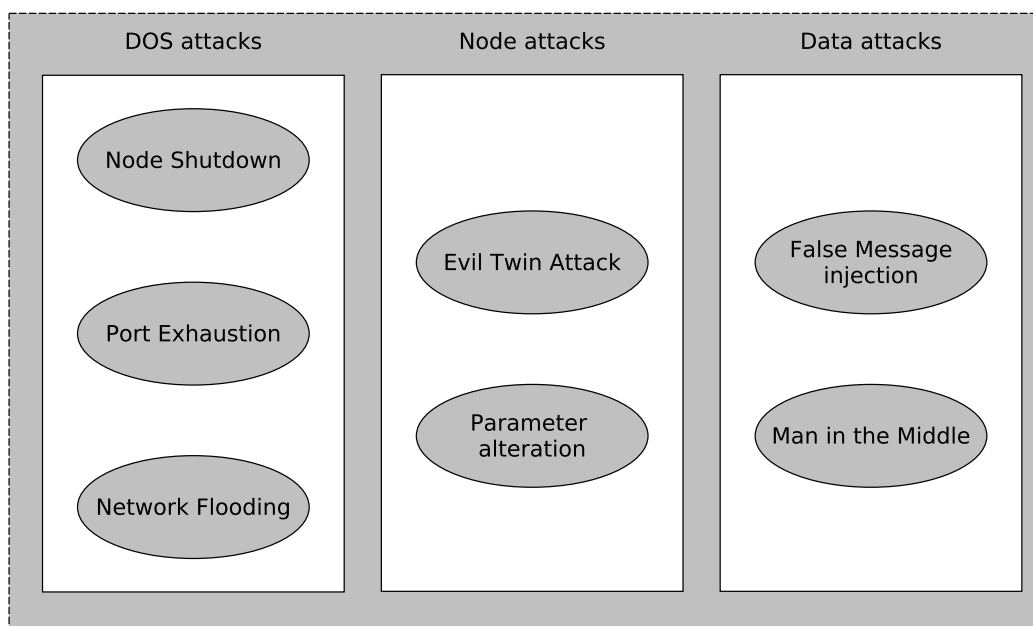 DOS attacks
Node Shutdown
Port Exhaustion
Network Flooding
Node attacks
Evil Twin Attack
Parameter
alteration
Data attacks
False Message
injection
Man in the Middle